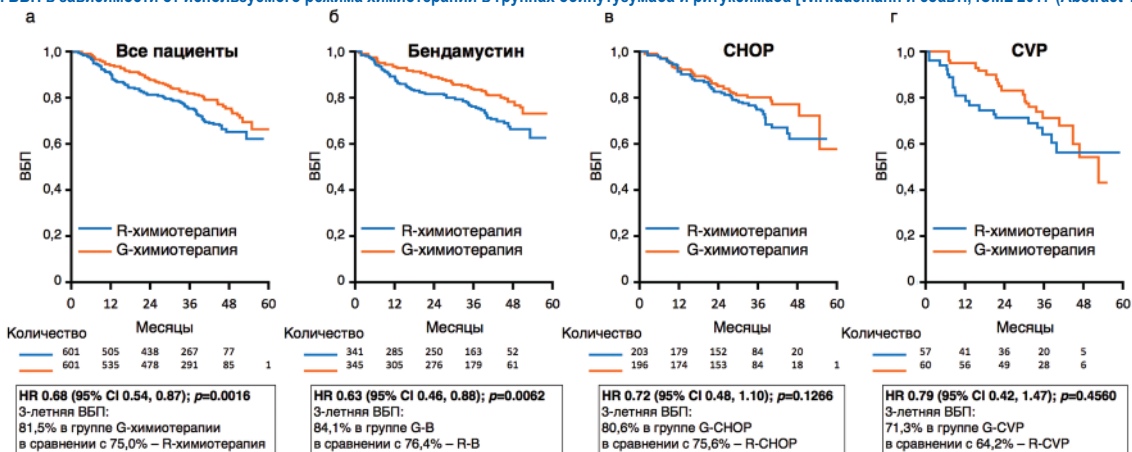 ВБП в зависимости от используемого режима химиотерапии в группах обинутузумаба и ритуксимаба
а
Все пациенты
ВБП
1,0
0,8
0,6
0,4
0,2
0
R-химиотерапия
G-химиотерапия
0 12 24 36 48 60
Месяцы
Количество
601 505 438 267 77
601 535 478 291 85 1
HR 0.68 (95% CI 0.54, 0.87); p=0.0016
3-летняя ВБП:
81,5% в группе G-химиотерапии
в сравнении с 75,0% – R-химиотерапия
б
Бендамустин
ВБП
1,0
0,8
0,6
0,4
0,2
0
R-химиотерапия
G-химиотерапия
0 12 24 36 48 60
Месяцы
Количество
341 285 250 163 52
345 305 276 179 61
HR 0.63 (95% CI 0.46, 0.88); p=0.0062
3-летняя ВБП:
84,1% в группе G-B
в сравнении с 76,4% – R-B
в
CHOP
ВБП
1,0
0,8
0,6
0,4
0,2
0
R-химиотерапия
G-химиотерапия
0 12 24 36 48 60
Месяцы
Количество
203 179 152 84 20
196 174 153 84 18 1
HR 0.72 (95% CI 0.48, 1.10); p=0.1266
3-летняя ВБП:
80,6% в группе G-CHOP
в сравнении с 75,6% – R-CHOP
г
CVP
ВБП
1,0
0,8
0,6
0,4
0,2
0
R-химиотерапия
G-химиотерапия
0 12 24 36 48 60
Месяцы
Количество
57 41 36 20 5
60 56 49 28 6
HR 0.79 (95% CI 0.42, 1.47); p=0.4560
3-летняя ВБП:
71,3% в группе G-CVP
в сравнении с 64,2% – R-CVP